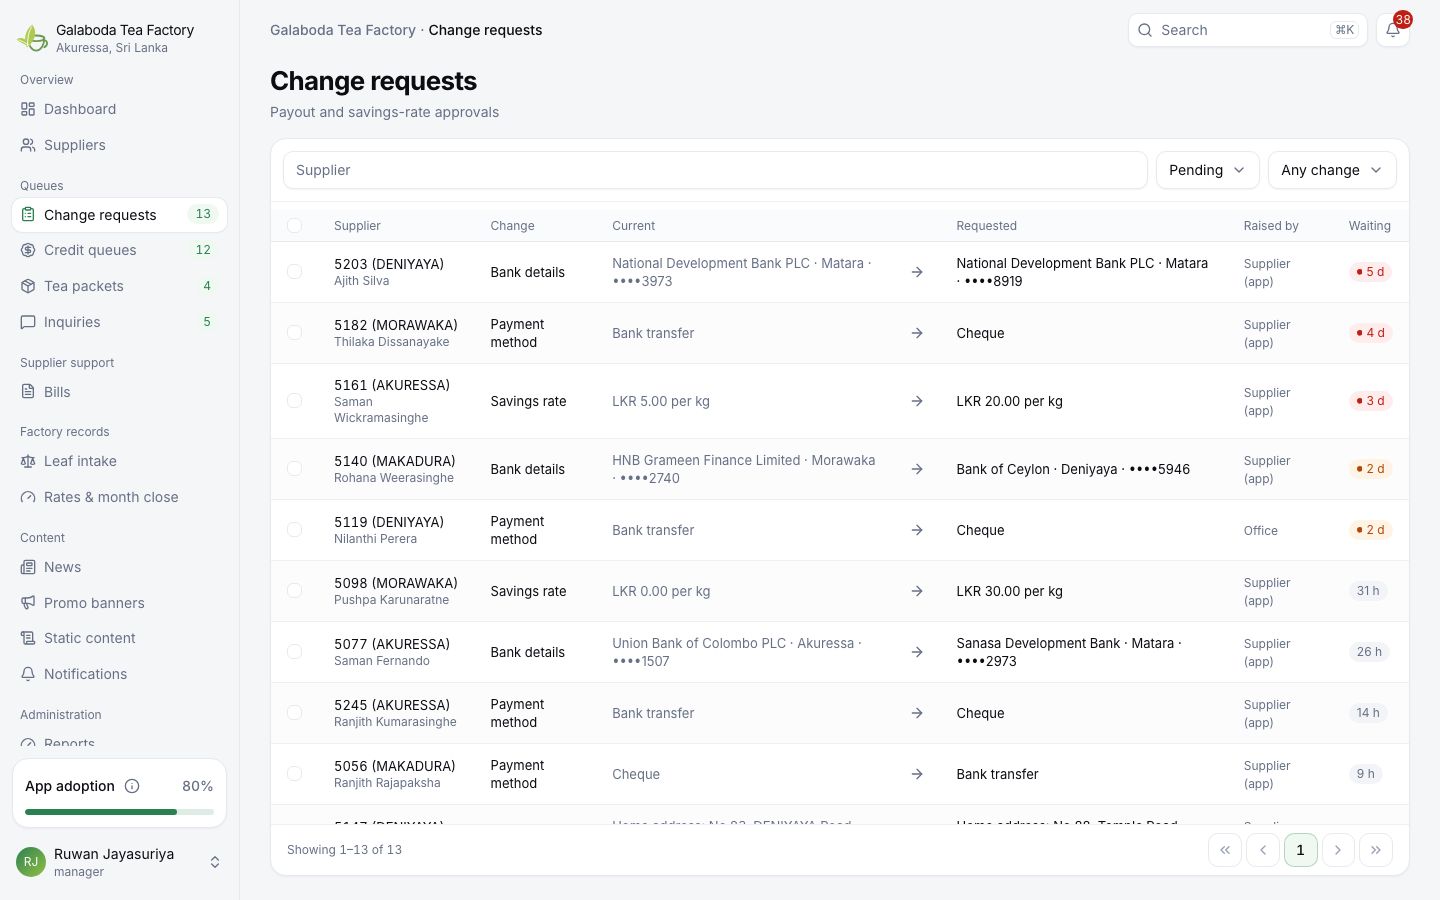 Galaboda Tea Factory
Akuressa, Sri Lanka
Overview
Dashboard
Suppliers
Queues
Change requests 13
Credit queues 12
Tea packets 4
Inquiries 5
Supplier support
Bills
Factory records
Leaf intake
Rates & month close
Content
News
Promo banners
Static content
Notifications
Administration
Reports
App adoption 80%
RJ
Ruwan Jayasuriya
manager
Galaboda Tea Factory · Change requests
Search ⌘K
38
Change requests
Payout and savings-rate approvals
Supplier
Pending
Any change
Supplier Change Current Requested Raised by Waiting
5203 (DENIYAYA)
Ajith Silva
Bank details
National Development Bank PLC · Matara ·
••••3973
→
National Development Bank PLC · Matara
· ••••8919
Supplier
(app)
5 d
5182 (MORAWAKA)
Thilaka Dissanayake
Payment
method
Bank transfer
→
Cheque
Supplier
(app)
4 d
5161 (AKURESSA)
Saman
Wickramasinghe
Savings rate
LKR 5.00 per kg
→
LKR 20.00 per kg
Supplier
(app)
3 d
5140 (MAKADURA)
Rohana Weerasinghe
Bank details
HNB Grameen Finance Limited · Morawaka
· ••••2740
→
Bank of Ceylon · Deniyaya · ••••5946
Supplier
(app)
2 d
5119 (DENIYAYA)
Nilanthi Perera
Payment
method
Bank transfer
→
Cheque
Office
2 d
5098 (MORAWAKA)
Pushpa Karunaratne
Savings rate
LKR 0.00 per kg
→
LKR 30.00 per kg
Supplier
(app)
31 h
5077 (AKURESSA)
Saman Fernando
Bank details
Union Bank of Colombo PLC · Akuressa ·
••••1507
→
Sanasa Development Bank · Matara ·
••••2973
Supplier
(app)
26 h
5245 (AKURESSA)
Ranjith Kumarasinghe
Payment
method
Bank transfer
→
Cheque
Supplier
(app)
14 h
5056 (MAKADURA)
Ranjith Rajapaksha
Payment
method
Cheque
→
Bank transfer
Supplier
(app)
9 h
Showing 1–13 of 13
« ‹ 1 › »